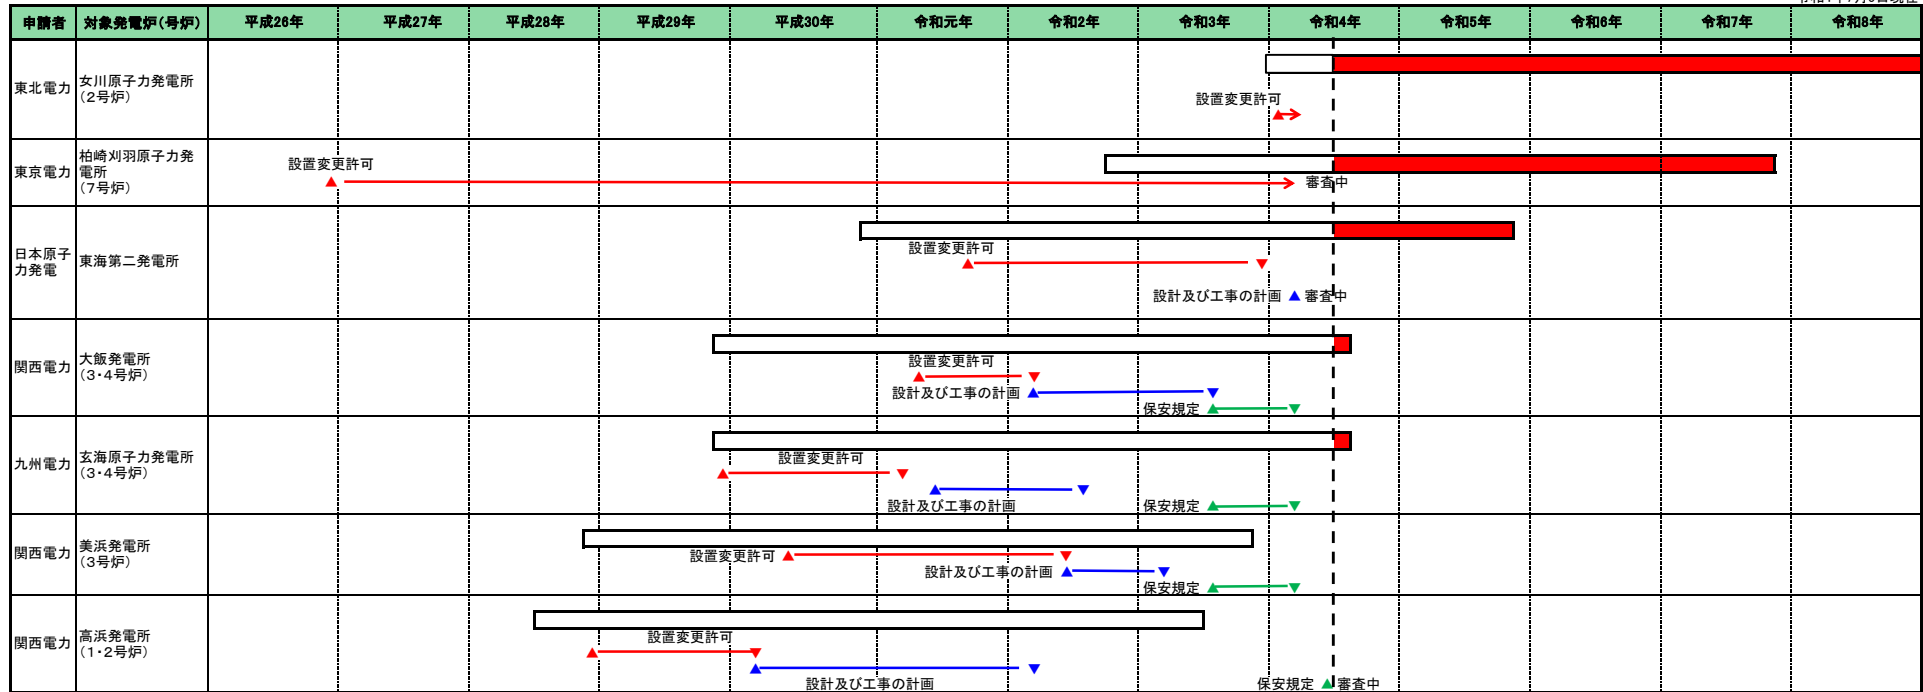 申請者 対象発電炉(号炉) 平成26年 平成27年 平成28年 平成29年 平成30年 令和元年 令和2年 令和3年 令和4年 令和5年 令和6年 令和7年 令和8年
東北電力
女川原子力発電所
(2号炉)
設置変更許可
東京電力
柏崎刈羽原子力発
電所
(7号炉)
設置変更許可
審査中
日本原子
力発電
東海第二発電所
設置変更許可
設計及び工事の計画 ▲ 審査中
関西電力
大飯発電所
(3・4号炉)
設置変更許可
設計及び工事の計画
保安規定
九州電力
玄海原子力発電所
(3・4号炉)
設置変更許可
設計及び工事の計画
保安規定
関西電力
美浜発電所
(3号炉)
設置変更許可
設計及び工事の計画
保安規定
関西電力
高浜発電所
(1・2号炉)
設置変更許可
設計及び工事の計画
保安規定 ▲ 審査中